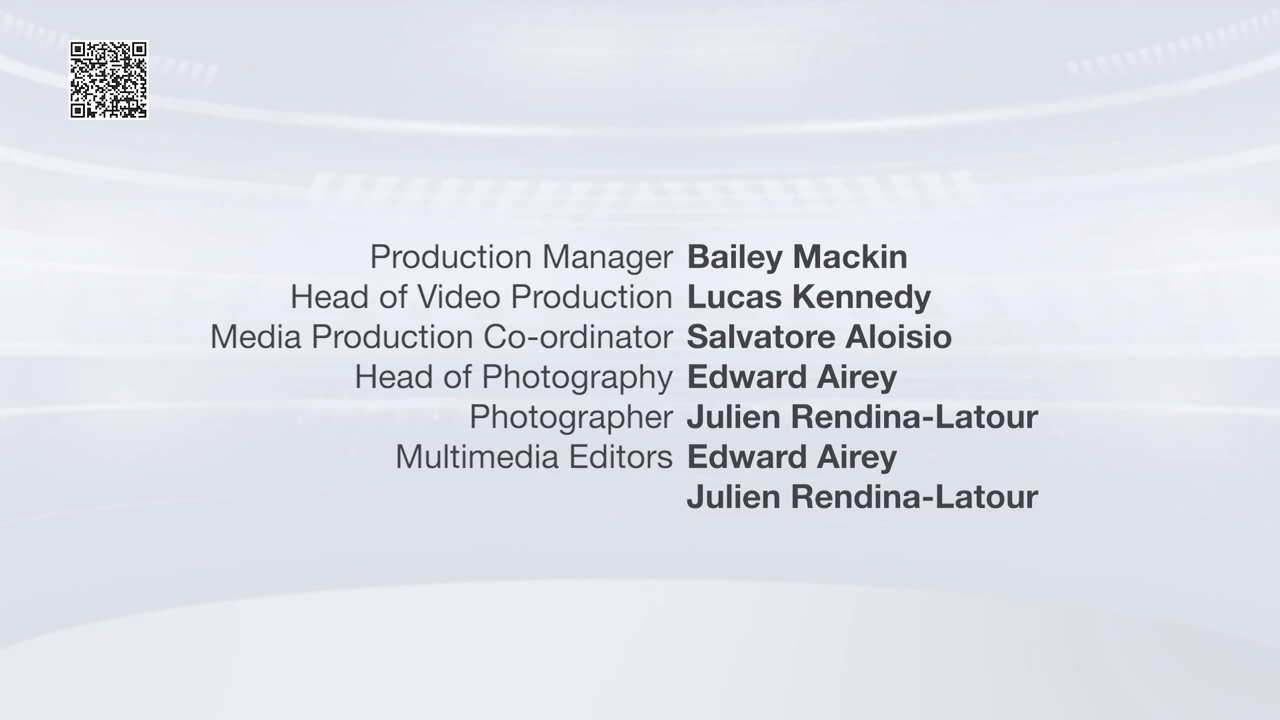 Production Manager Bailey Mackin
Head of Video Production Lucas Kennedy
Media Production Co-ordinator Salvatore Aloisio
Head of Photography Edward Airey
Photographer Julien Rendina-Latour
Multimedia Editors Edward Airey
Julien Rendina-Latour